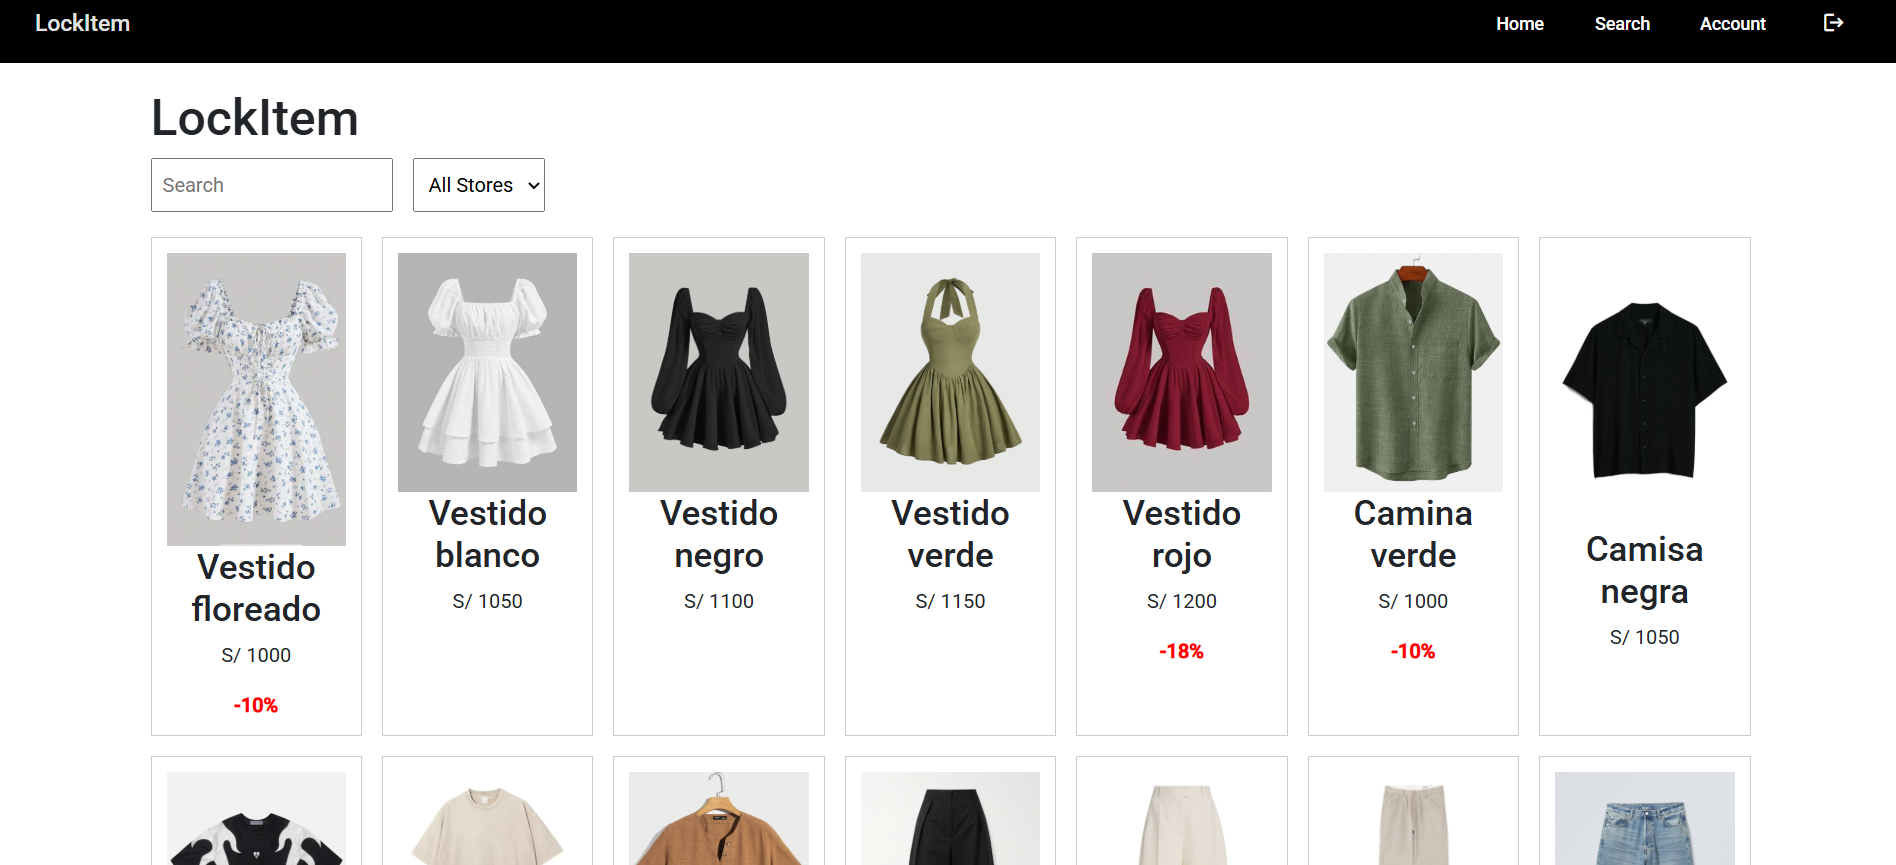 LockItem
Home
Search
Account
LockItem
Search
All Stores
Vestido
floreado
S/ 1000
-10%
Vestido
blanco
S/ 1050
Vestido
negro
S/ 1100
Vestido
verde
S/ 1150
Vestido
rojo
S/ 1200
-18%
Camina
verde
S/ 1000
-10%
Camisa
negra
S/ 1050